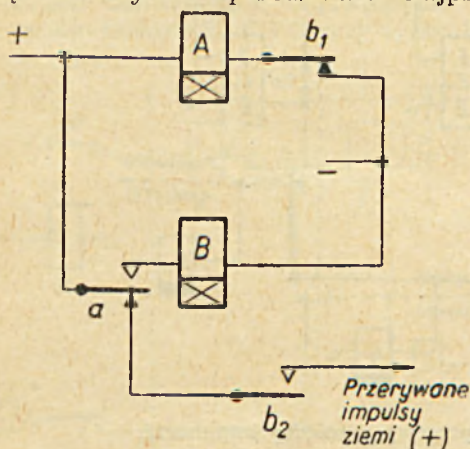 +
A
b₁
−
B
a
b₂
Przerywane
impulsy
ziemi (+)